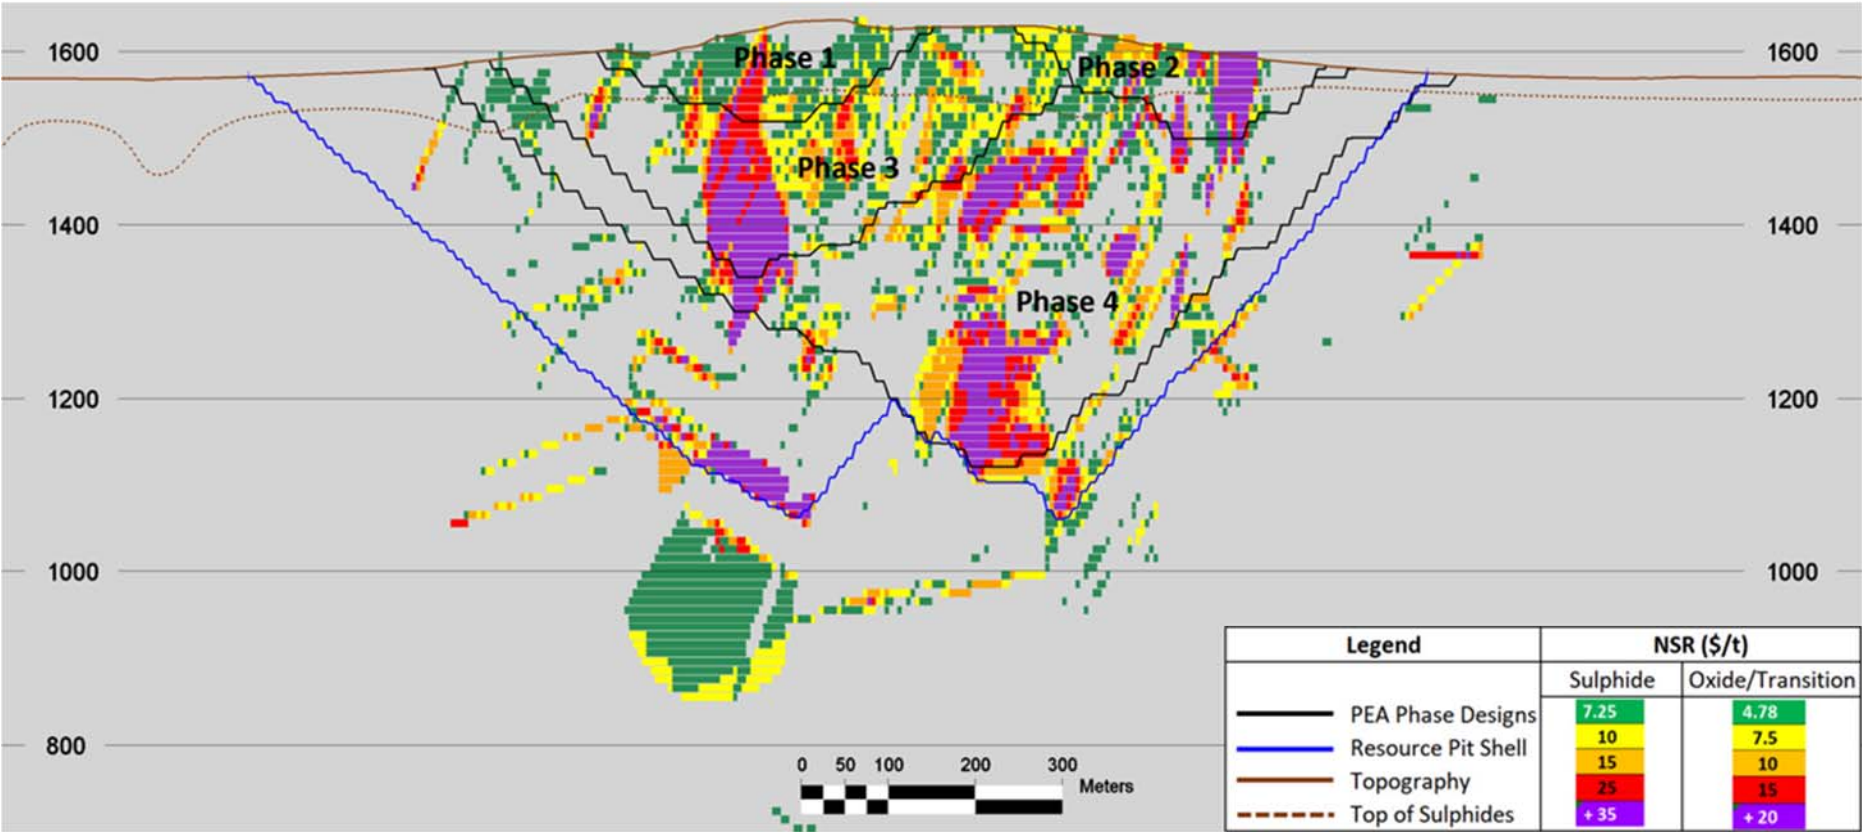 1600
1600
Phase 1
Phase 2
Phase 3
1400
1400
Phase 4
1200
1200
1000
1000
800
0 50 100 200 300
Meters
Legend NSR ($/t)
Sulphide Oxide/Transition
PEA Phase Designs 7.25 4.78
Resource Pit Shell 10 7.5
15 10
Topography 25 15
Top of Sulphides + 35 + 20